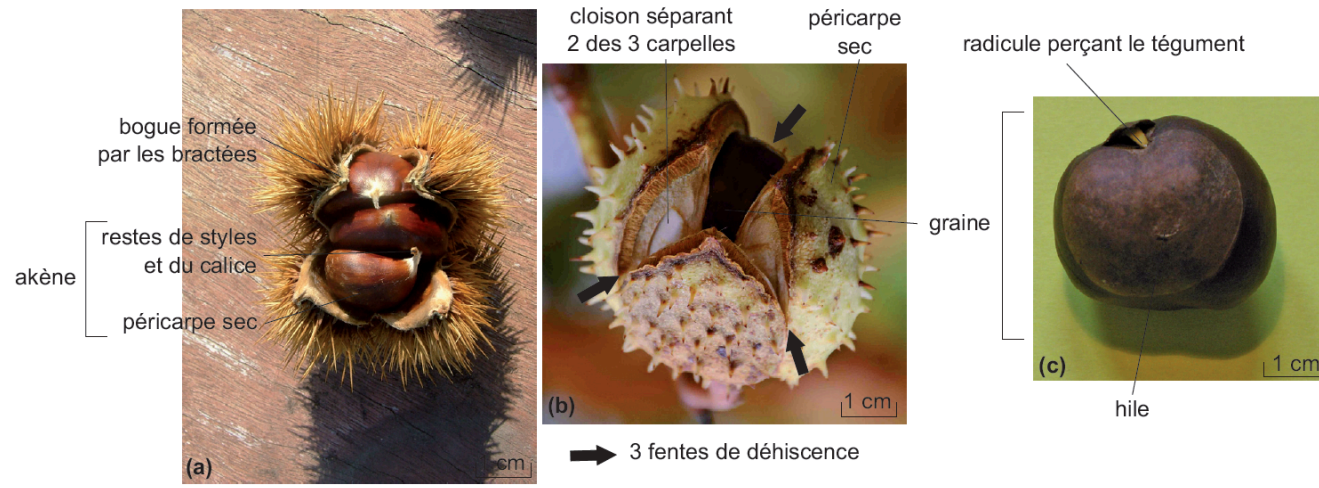 bogue formée
par les bractées
akène
restes de styles
et du calice
péricarpe sec
(a)
cm
cloison séparant
2 des 3 carpelles
péricarpe
sec
(b)
1 cm
3 fentes de déhiscence
graine
radicule perçant le tégument
(c)
1 cm
hile